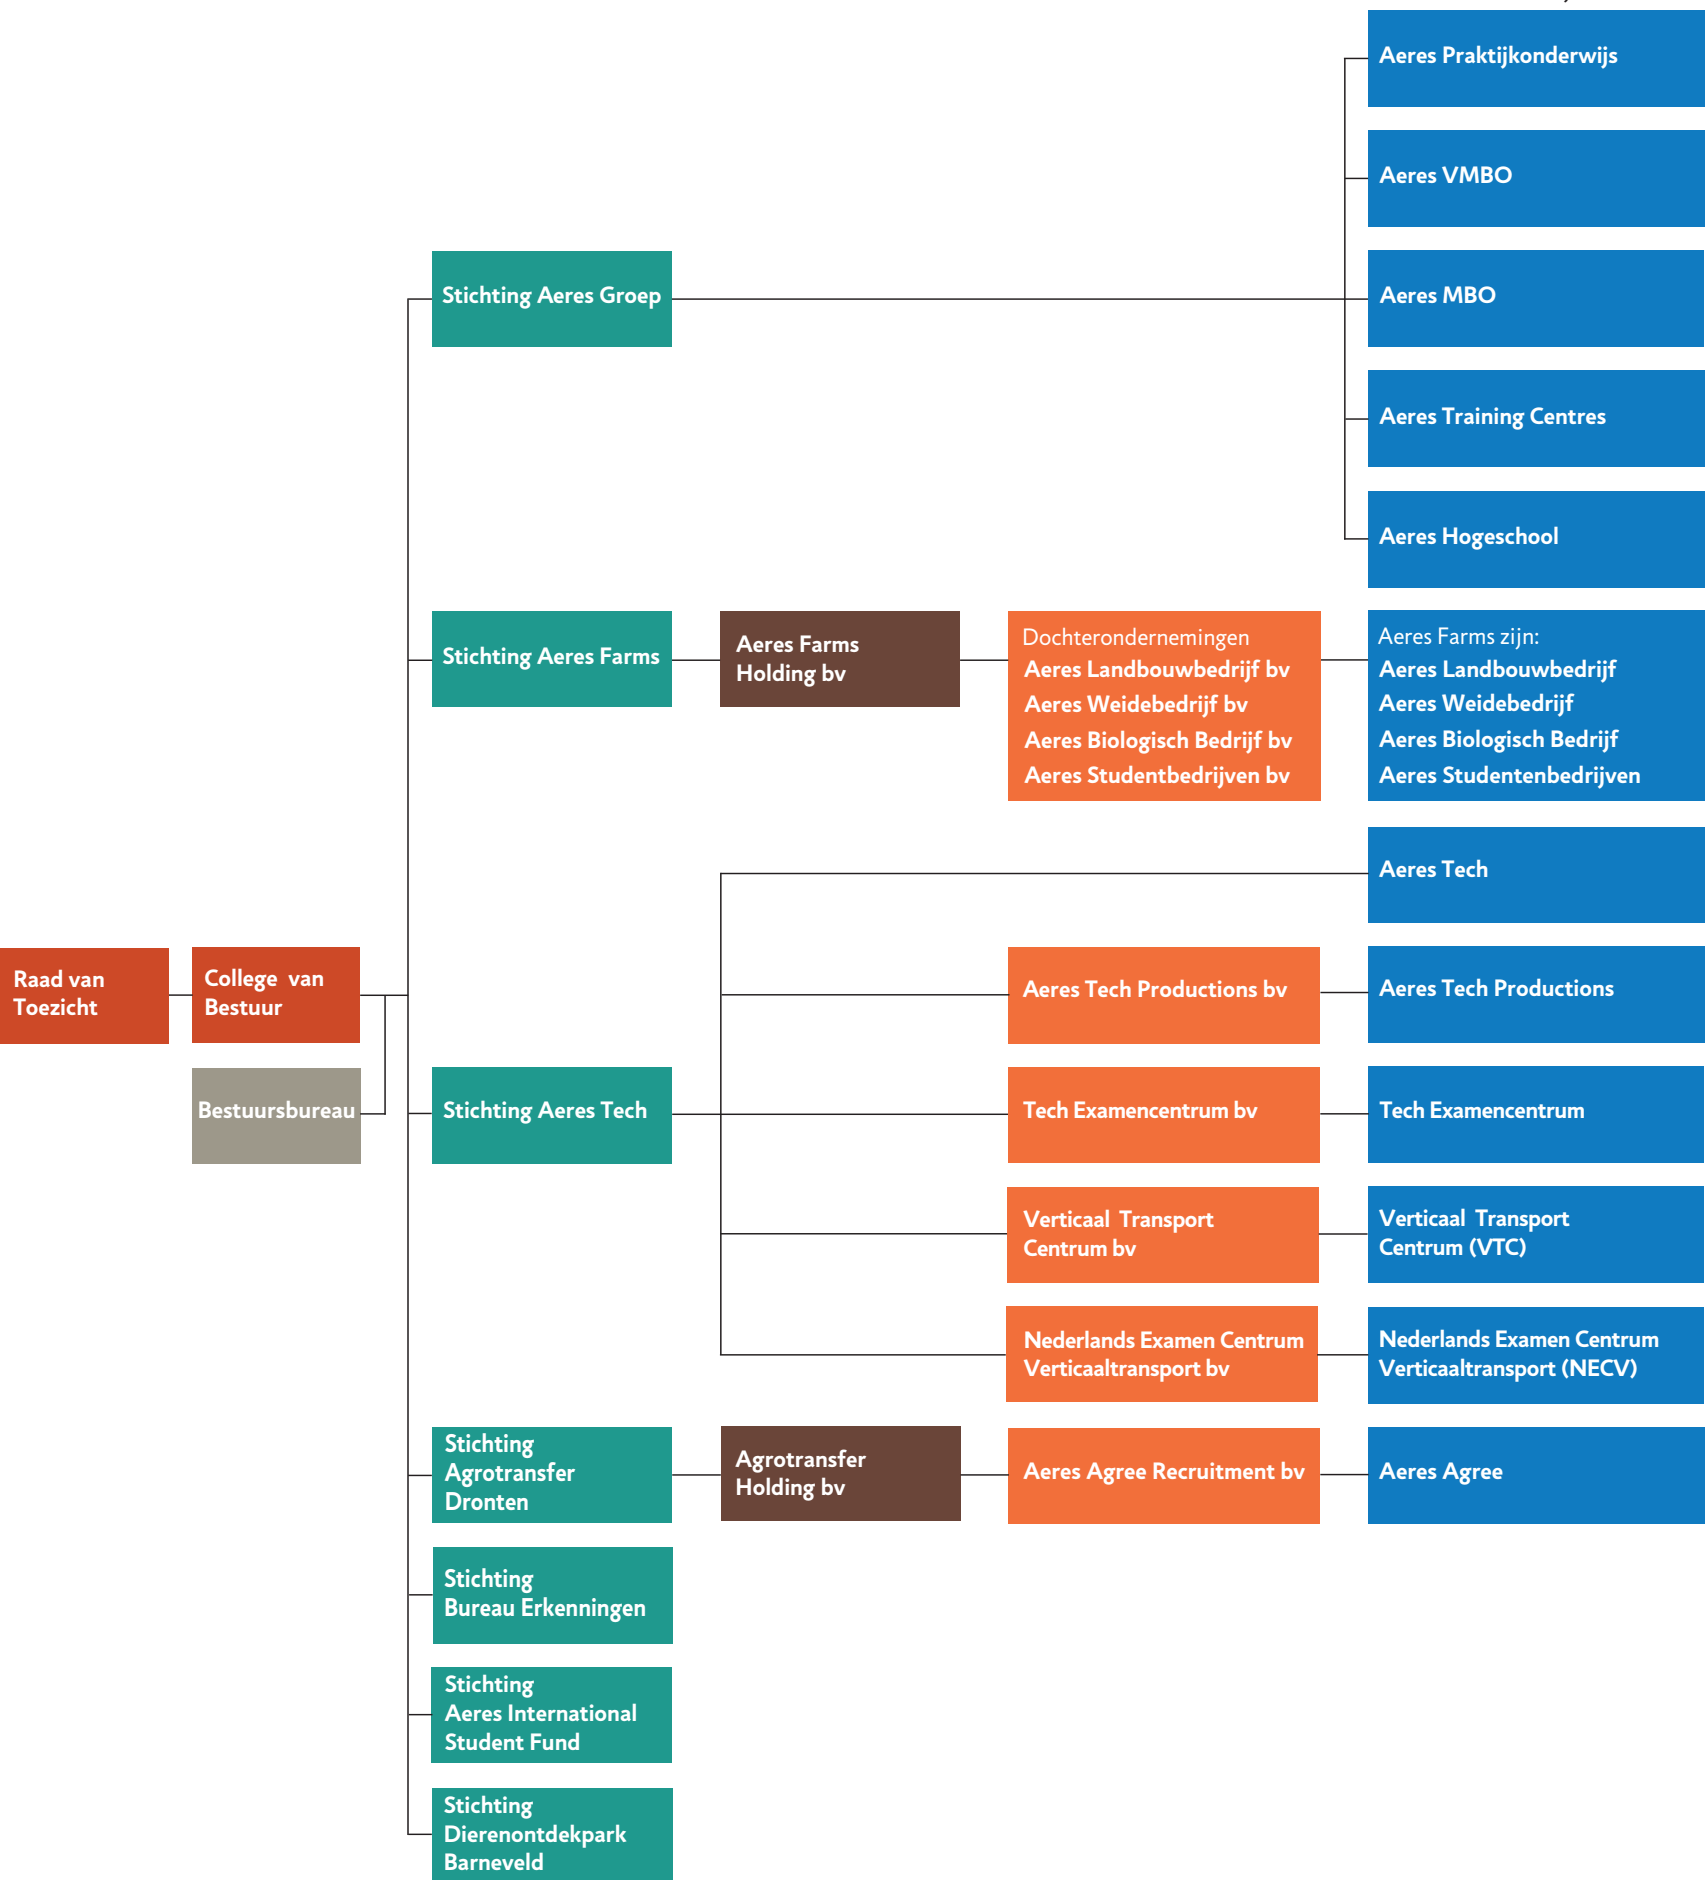 Aeres Praktijkonderwijs
Aeres VMBO
Stichting Aeres Groep
Aeres MBO
Aeres Training Centres
Aeres Hogeschool
Stichting Aeres Farms
Aeres Farms
Holding bv
Dochterondernemingen
Aeres Landbouwbedrijf bv
Aeres Weidebedrijf bv
Aeres Biologisch Bedrijf bv
Aeres Studentbedrijven bv
Aeres Farms zijn:
Aeres Landbouwbedrijf
Aeres Weidebedrijf
Aeres Biologisch Bedrijf
Aeres Studentenbedrijven
Aeres Tech
Raad van
Toezicht
College van
Bestuur
Aeres Tech Productions bv
Aeres Tech Productions
Bestuursbureau
Stichting Aeres Tech
Tech Examencentrum bv
Tech Examencentrum
Verticaal Transport
Centrum bv
Verticaal Transport
Centrum (VTC)
Nederlands Examen Centrum
Verticaaltransport bv
Nederlands Examen Centrum
Verticaaltransport (NECV)
Stichting
Agrotransfer
Dronten
Agrotransfer
Holding bv
Aeres Agree Recruitment bv
Aeres Agree
Stichting
Bureau Erkenningen
Stichting
Aeres International
Student Fund
Stichting
Dierenontdekpark
Barneveld